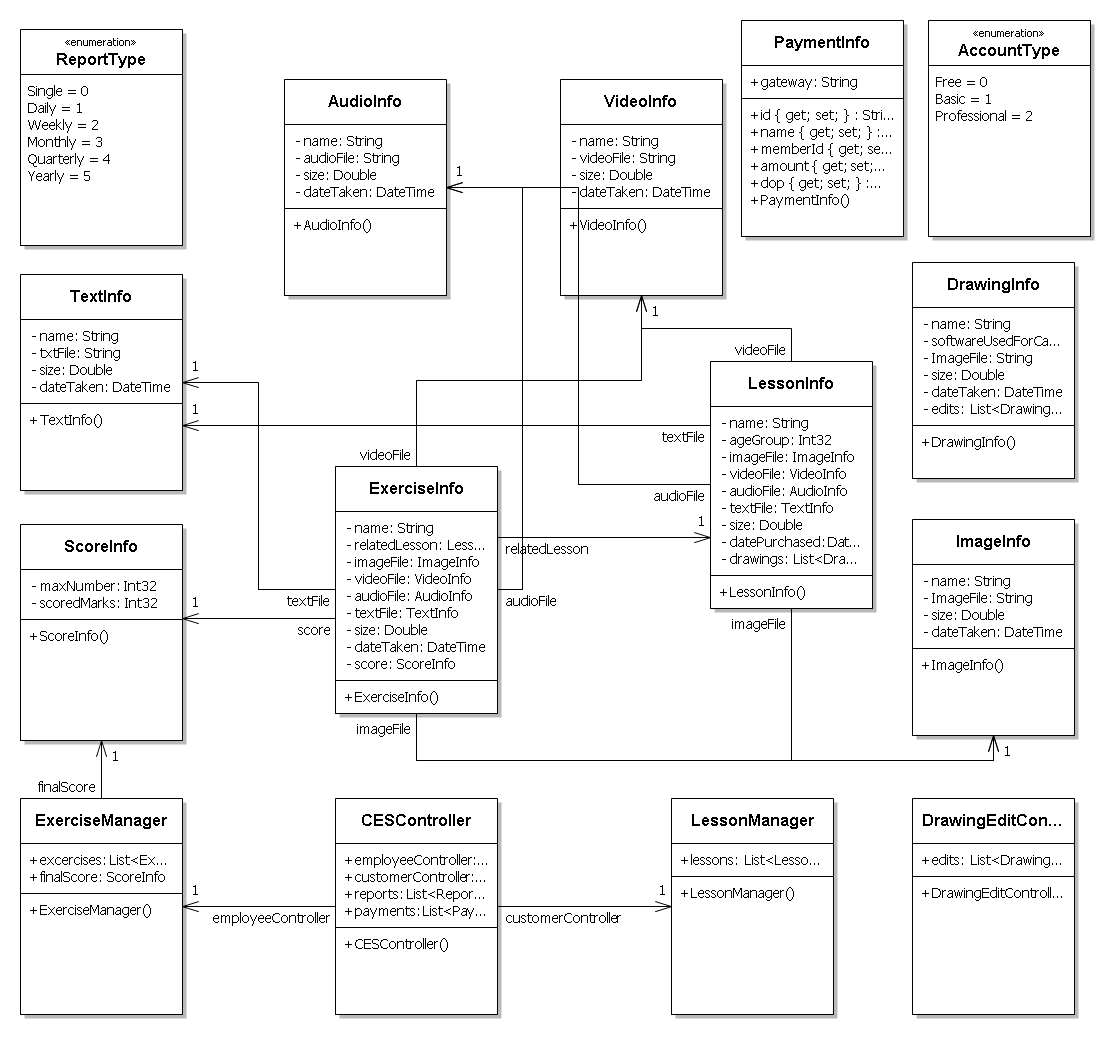 «enumeration»
ReportType
Single = 0
Daily = 1
Weekly = 2
Monthly = 3
Quarterly = 4
Yearly = 5
AudioInfo
- name: String
- audioFile: String
- size: Double
- dateTaken: DateTime
+ AudioInfo()
VideoInfo
- name: String
- videoFile: String
- size: Double
- dateTaken: DateTime
+ VideoInfo()
PaymentInfo
+ gateway: String
+ id { get; set; } : Stri...
+ name { get; set; } :...
+ memberId { get; se...
+ amount { get; set;...
+ dop { get; set; } :...
+ PaymentInfo()
«enumeration»
AccountType
Free = 0
Basic = 1
Professional = 2
1
1
TextInfo
- name: String
- txtFile: String
- size: Double
- dateTaken: DateTime
+ TextInfo()
1
1
videoFile
LessonInfo
- name: String
- ageGroup: Int32
- imageFile: ImageInfo
- videoFile: VideoInfo
- audioFile: AudioInfo
- textFile: TextInfo
- size: Double
- datePurchased: Dat...
- drawings: List<Dra...
+ LessonInfo()
textFile
audioFile
1
imageFile
DrawingInfo
- name: String
- softwareUsedForCa...
- ImageFile: String
- size: Double
- dateTaken: DateTime
- edits: List<Drawing...
+ DrawingInfo()
videoFile
ExerciseInfo
- name: String
- relatedLesson: Less...
- imageFile: ImageInfo
- videoFile: VideoInfo
- audioFile: AudioInfo
- textFile: TextInfo
- size: Double
- dateTaken: DateTime
- score: ScoreInfo
+ ExerciseInfo()
relatedLesson
audioFile
textFile
score
imageFile
ScoreInfo
- maxNumber: Int32
- scoredMarks: Int32
+ ScoreInfo()
1
1
ImageInfo
- name: String
- ImageFile: String
- size: Double
- dateTaken: DateTime
+ ImageInfo()
1
finalScore
ExerciseManager
+ excercises: List<Ex...
+ finalScore: ScoreInfo
+ ExerciseManager()
1
employeeController
CESController
+ employeeController:...
+ customerController:...
+ reports: List<Repor...
+ payments: List<Pay...
+ CESController()
customerController
1
LessonManager
+ lessons: List<Lesso...
+ LessonManager()
DrawingEditCon...
+ edits: List<Drawing...
+ DrawingEditControll...